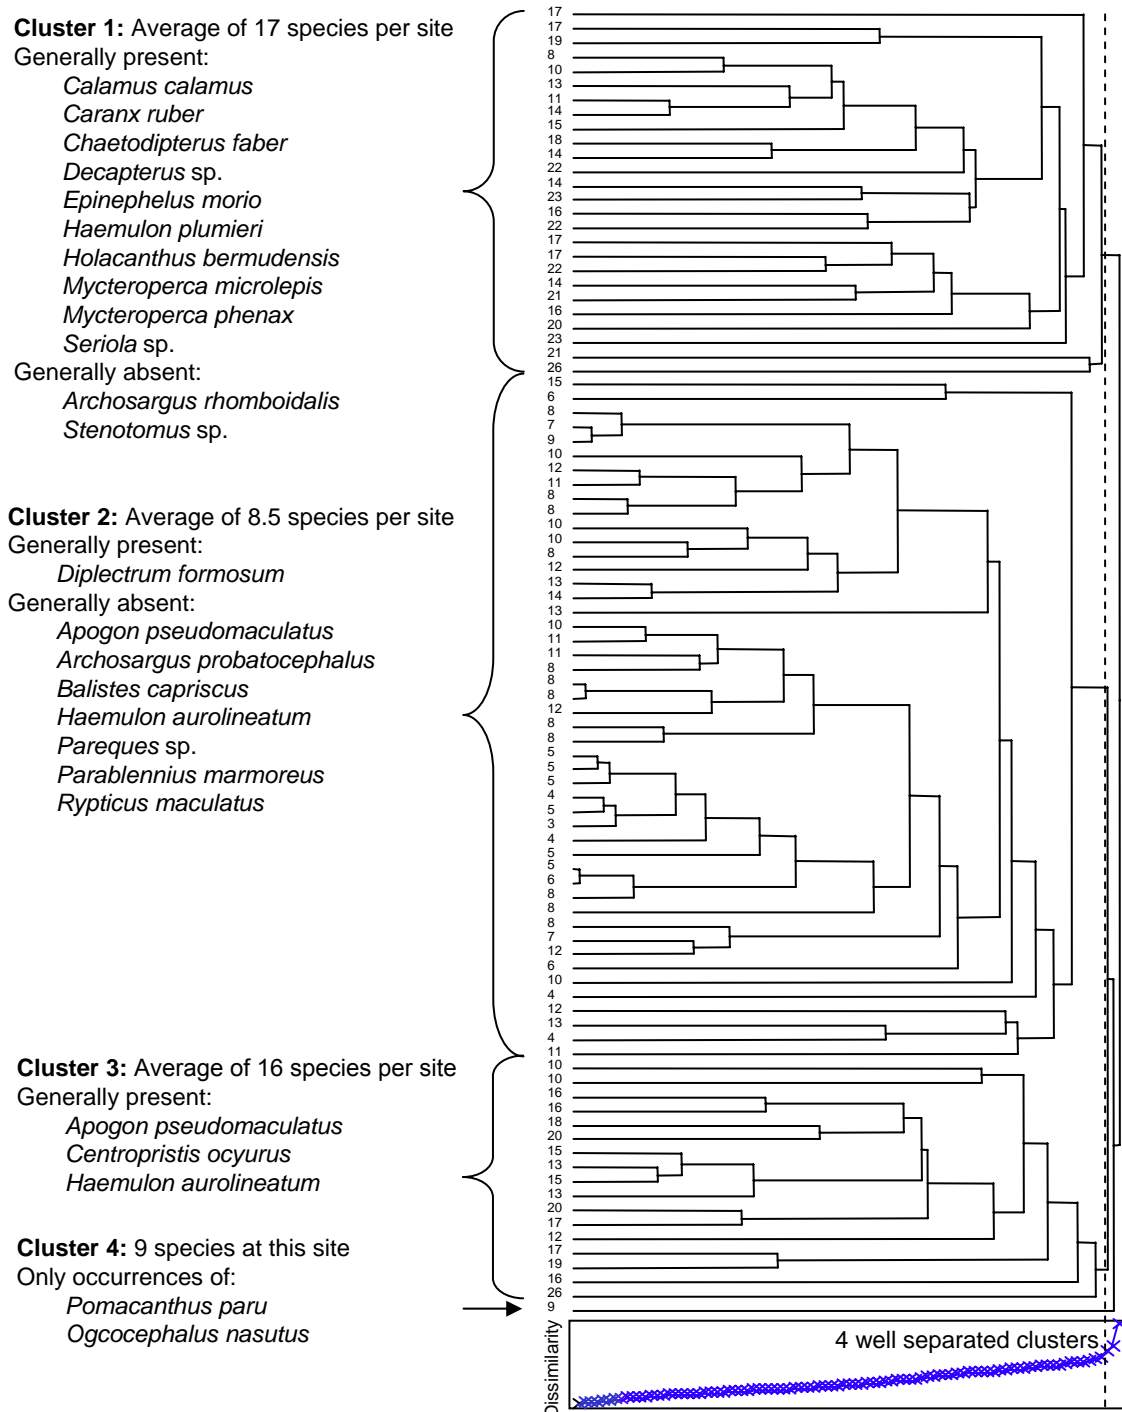 Cluster 1: Average of 17 species per site
Generally present:
Calamus calamus
Caranx ruber
Chaetodipterus faber
Decapterus sp.
Epinephelus morio
Haemulon plumieri
Holacanthus bermudensis
Mycteroperca microlepis
Mycteroperca phenax
Seriola sp.
Generally absent:
Archosargus rhomboidalis
Stenotomus sp.
Cluster 2: Average of 8.5 species per site
Generally present:
Diplectrum formosum
Generally absent:
Apogon pseudomaculatus
Archosargus probatocephalus
Balistes capriscus
Haemulon aurolineatum
Pareques sp.
Parablennius marmoreus
Rypticus maculatus
Cluster 3: Average of 16 species per site
Generally present:
Apogon pseudomaculatus
Centropristis ocyurus
Haemulon aurolineatum
Cluster 4: 9 species at this site
Only occurrences of:
Pomacanthus paru
Ogcocephalus nasutus
17
17
19
8
10
13
11
14
15
18
14
22
14
23
16
22
17
17
22
14
21
16
20
23
21
26
15
6
8
7
9
10
12
11
8
8
10
10
8
12
13
14
13
10
11
11
8
8
8
12
8
8
5
5
5
4
5
3
4
5
5
6
8
8
8
7
12
6
10
4
12
13
4
11
10
10
16
16
18
20
15
13
15
13
20
17
12
17
19
16
26
9
Dissimilarity
4 well separated clusters